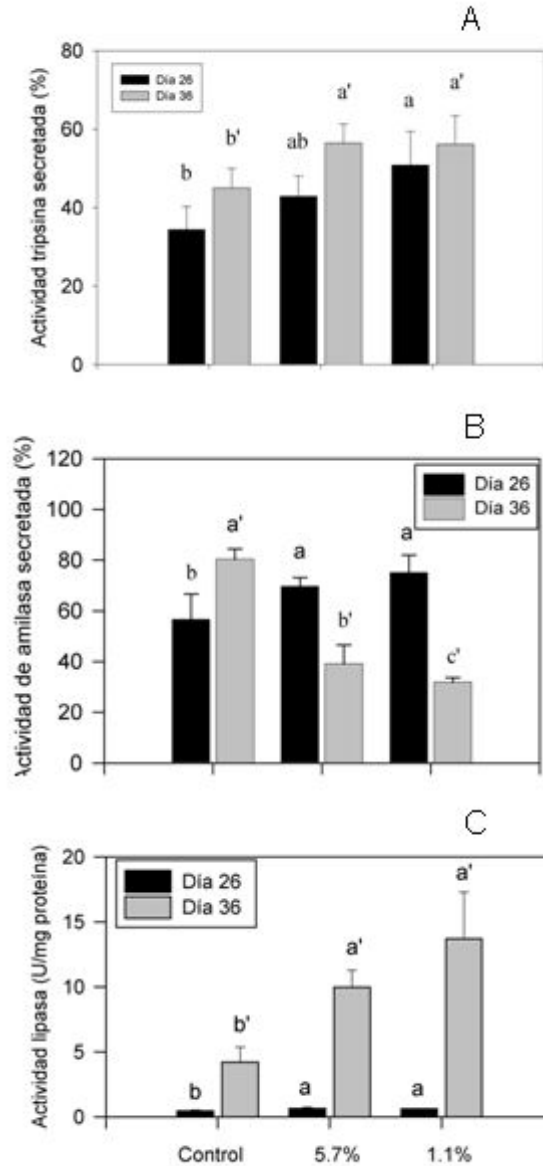 A
Actividad tripsina secretada (%)
80
60
40
20
0
Día 26
Día 36
b
b'
ab
a'
a
a'
B
Actividad de amilasa secretada (%)
120
100
80
60
40
20
0
Día 26
Día 36
b
a'
a
b'
a
c'
C
Actividad lipasa (U/mg proteína)
20
15
10
5
0
Día 26
Día 36
b
b'
a
a'
a
a'
Control
5.7%
1.1%